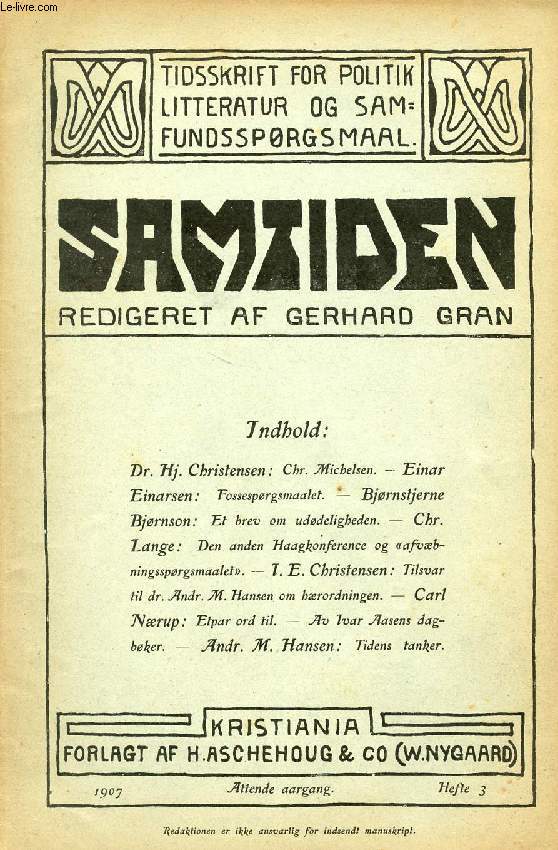 Le-livre.com
TIDSSKRIFT FOR POLITIK
LITTERATUR OG SAM=
FUNDSSPØRGSMAAL.
SAMTIDEN
REDIGERET AF GERHARD GRAN
Indhold:
Dr. Hj. Christensen: Chr. Michelsen. — Einar
Einarsen: Fossespørgsmaalet. — Bjørnstjerne
Bjørnson: Et brev om udødeligheden. — Chr.
Lange: Den anden Haagkonference og «afvæb-
ningsspørgsmaalet». — I. E. Christensen: Tilsvar
til dr. Andr. M. Hansen om hærordningen. — Carl
Nærup: Etpar ord til. — Av Ivar Aasens dag-
bøker. — Andr. M. Hansen: Tidens tanker.
KRISTIANIA
FORLAGT AF H. ASCHEHOUG & CO (W. NYGAARD)
1907 Attende aargang. Hefte 3
Redaktionen er ikke ansvarlig for indsendt manuskript.